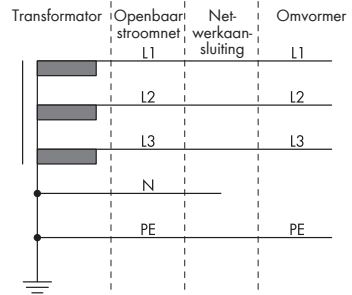 Transformator
Openbaar
stroomnet
Net-
werkaan-
sluiting
Omvormer
L1 L1
L2 L2
L3 L3
N
PE PE